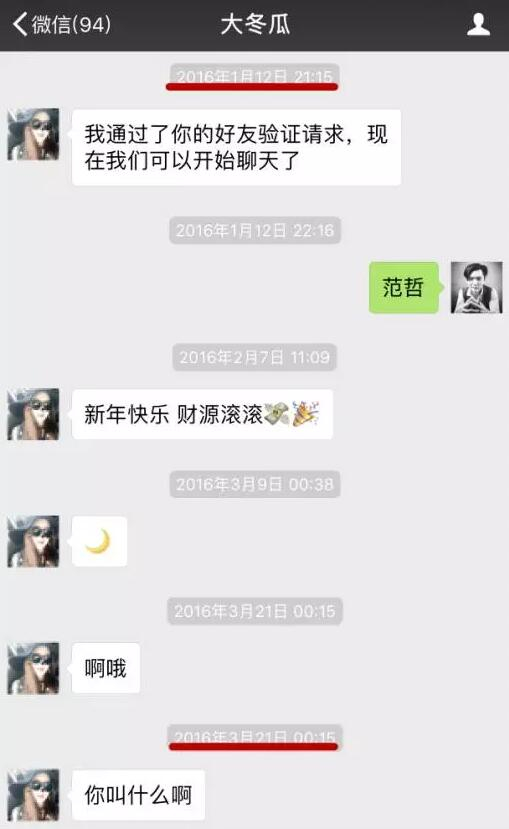 微信(94)
大冬瓜
2016年1月12日 21:15
我通过了你的好友验证请求，现
在我们可以开始聊天了
2016年1月12日 22:16
范哲
2016年2月7日 11:09
新年快乐 财源滚滚💸🎉
2016年3月9日 00:38
🌙
2016年3月21日 00:15
啊哦
2016年3月21日 00:15
你叫什么啊